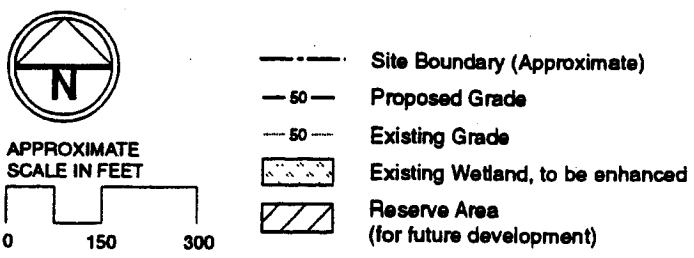 N
APPROXIMATE
SCALE IN FEET
0 150 300
Site Boundary (Approximate)
50 Proposed Grade
50 Existing Grade
Existing Wetland, to be enhanced
Reserve Area
(for future development)